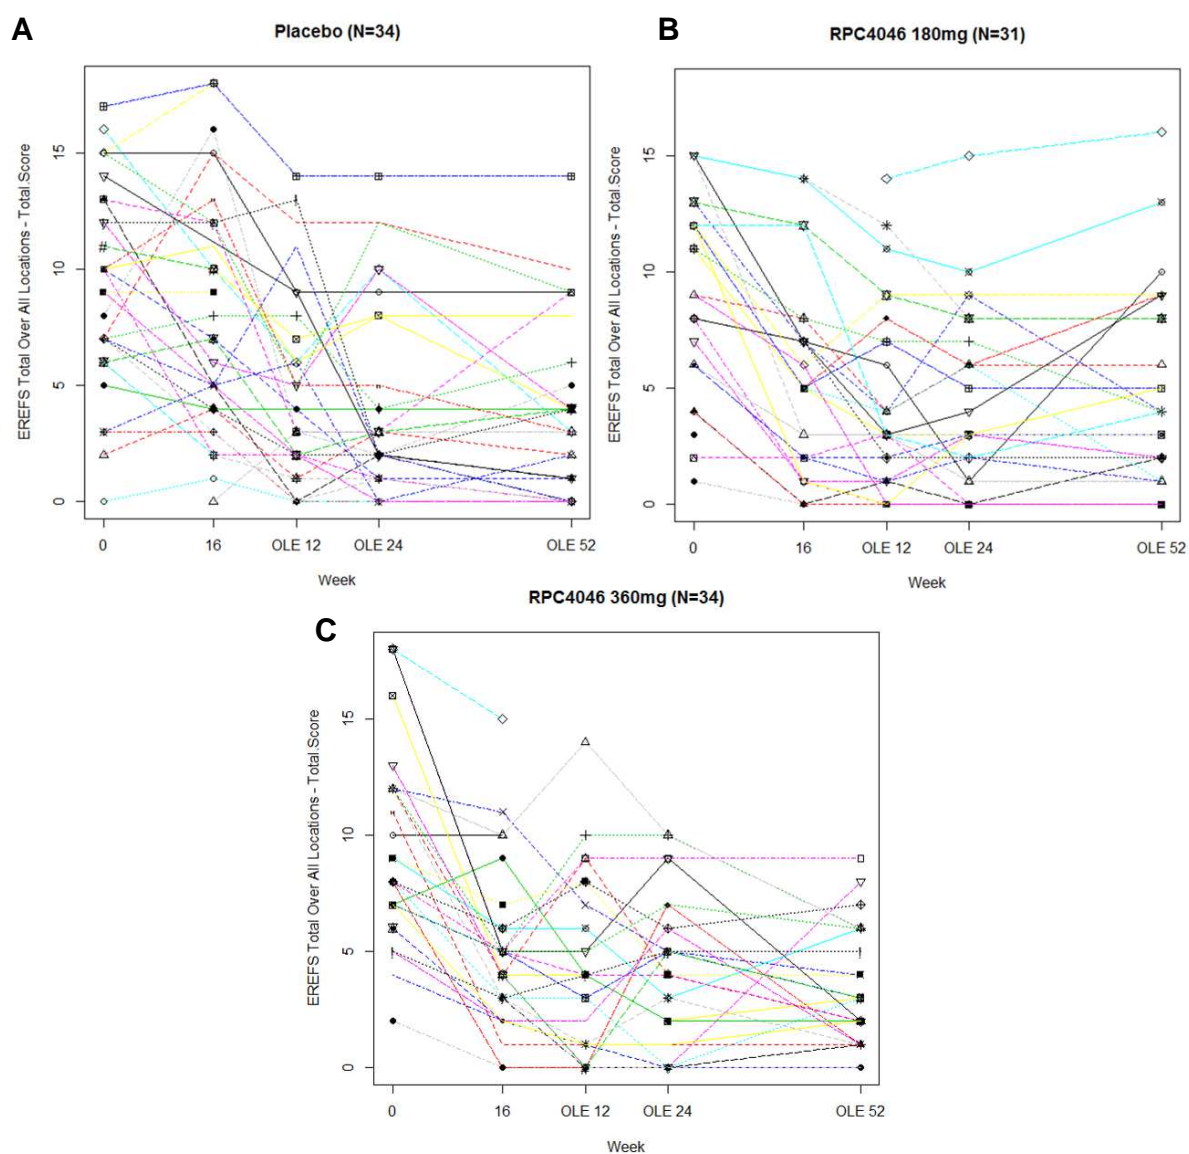 A
Placebo (N=34)
EREFS Total Over All Locations - Total.Score
15
10
5
0
0 16 OLE 12 OLE 24 OLE 52
Week
B
RPC4046 180mg (N=31)
EREFS Total Over All Locations - Total.Score
15
10
5
0
0 16 OLE 12 OLE 24 OLE 52
Week
C
RPC4046 360mg (N=34)
EREFS Total Over All Locations - Total.Score
15
10
5
0
0 16 OLE 12 OLE 24 OLE 52
Week